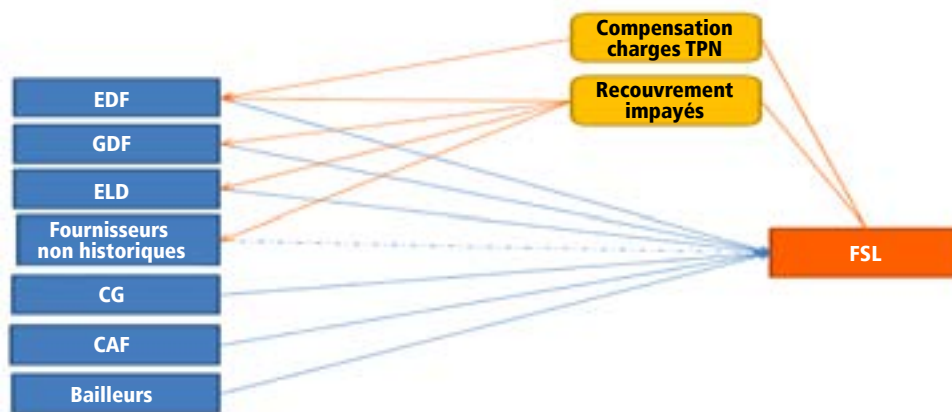 Compensation
charges TPN
Recouvrement
impayés
EDF
GDF
ELD
Fournisseurs
non historiques
CG
CAF
Bailleurs
FSL